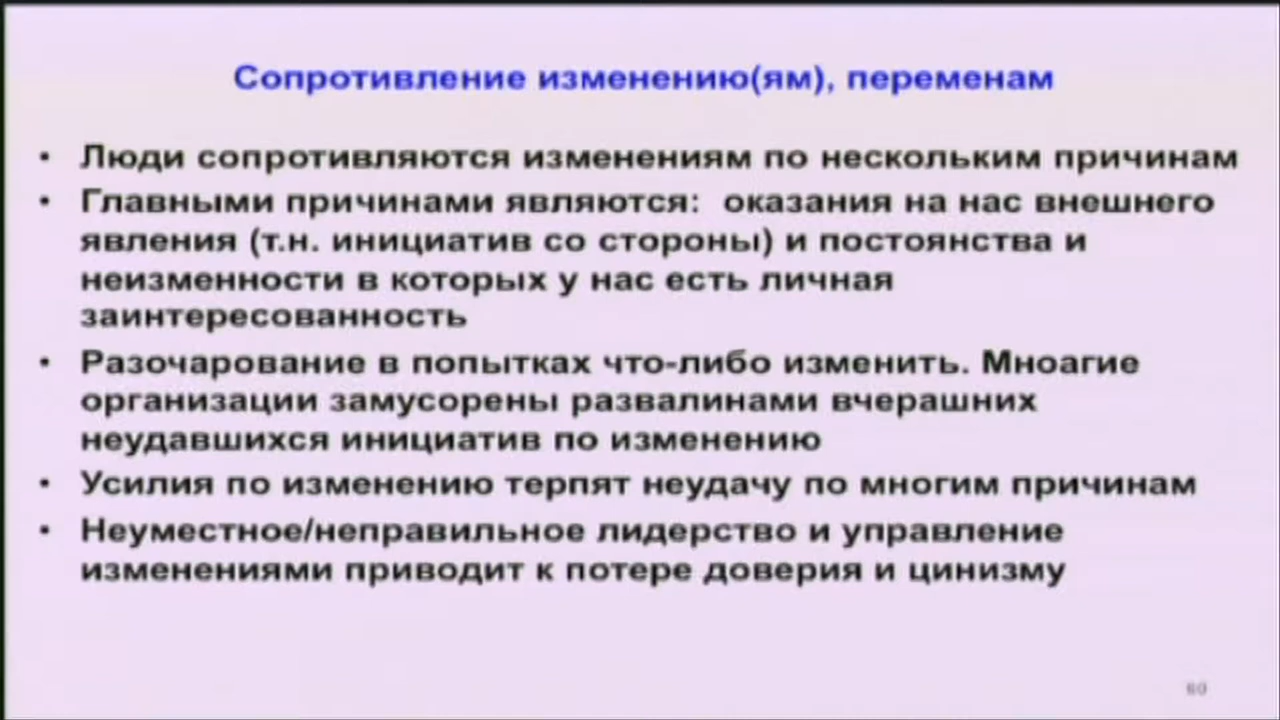 Сопротивление изменению(ям), переменам
• Люди сопротивляются изменениям по нескольким причинам
• Главными причинами являются: оказания на нас внешнего
явления (т.н. инициатив со стороны) и постоянства и
неизменности в которых у нас есть личная
заинтересованность
• Разочарование в попытках что-либо изменить. Мноагие
организации замусорены развалинами вчерашних
неудавшихся инициатив по изменению
• Усилия по изменению терпят неудачу по многим причинам
• Неуместное/неправильное лидерство и управление
изменениями приводит к потере доверия и цинизму
60